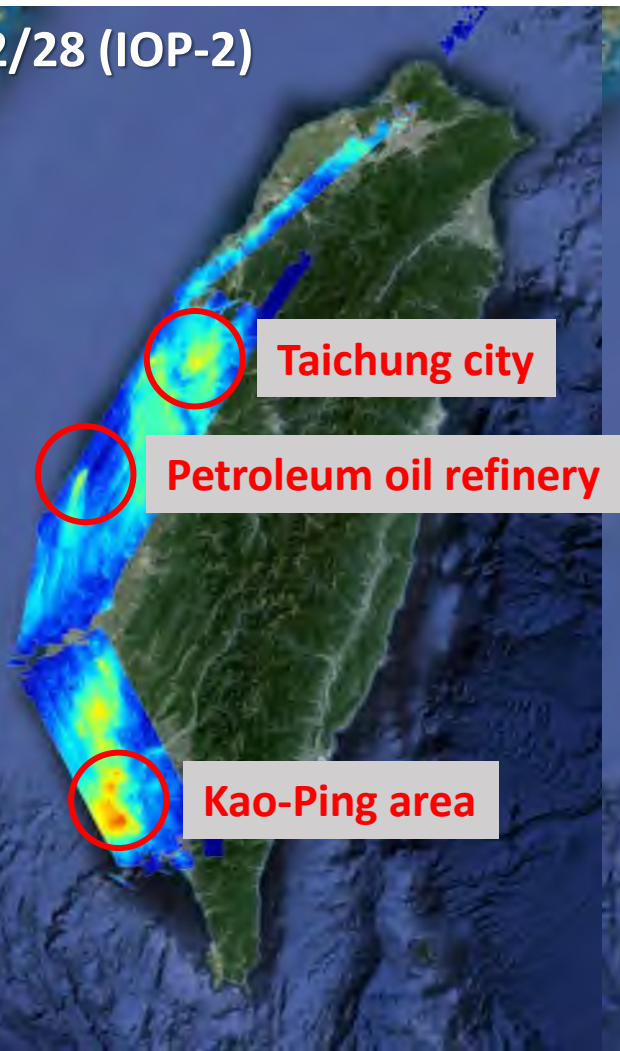 2/28 (IOP-2)
Taichung city
Petroleum oil refinery
Kao-Ping area